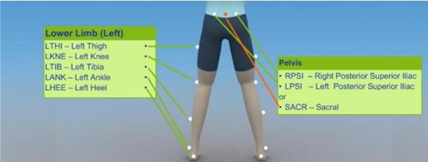 Lower Limb (Left)
LTHI – Left Thigh
LKNE – Left Knee
LTIB – Left Tibia
LANK – Left Ankle
LHEE – Left Heel
Pelvis
• RPSI – Right Posterior Superior Iliac
• LPSI – Left Posterior Superior Iliac
or
• SACR – Sacral